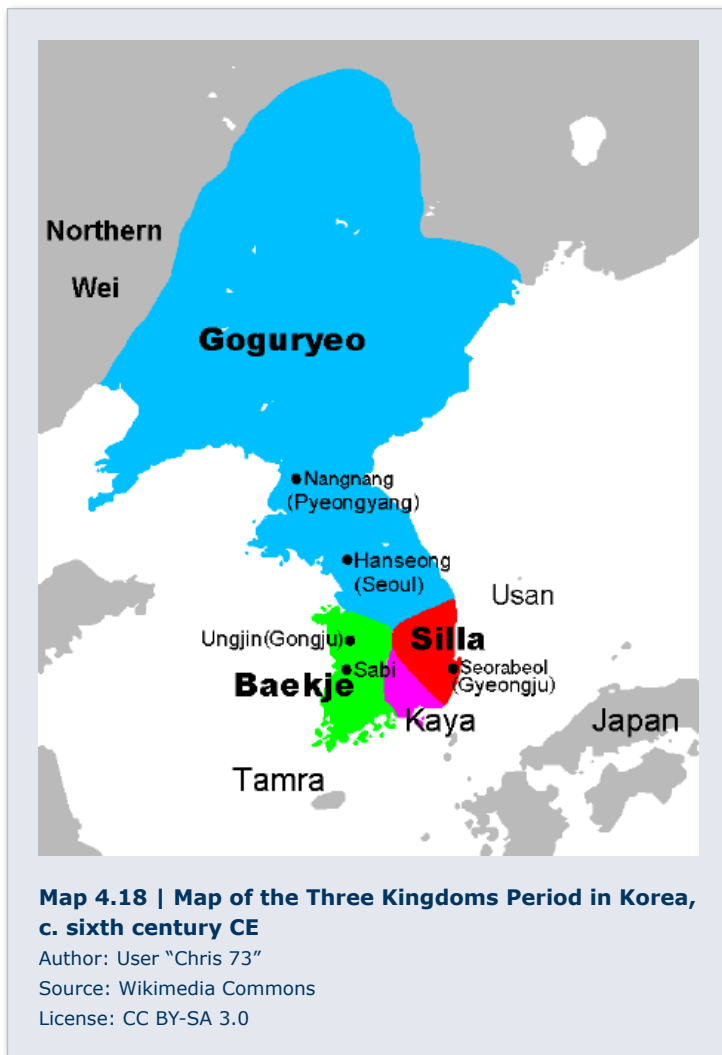 Northern
Wei
Goguryeo
Nangnang
(Pyeongyang)
Hanseong
(Seoul)
Usan
Ungjin(Gongju)
Silla
Sabi
Seorabeol
(Gyeongju)
Baekje
Kaya
Japan
Tamra
Map 4.18 | Map of the Three Kingdoms Period in Korea,
c. sixth century CE
Author: User “Chris 73”
Source: Wikimedia Commons
License: CC BY-SA 3.0